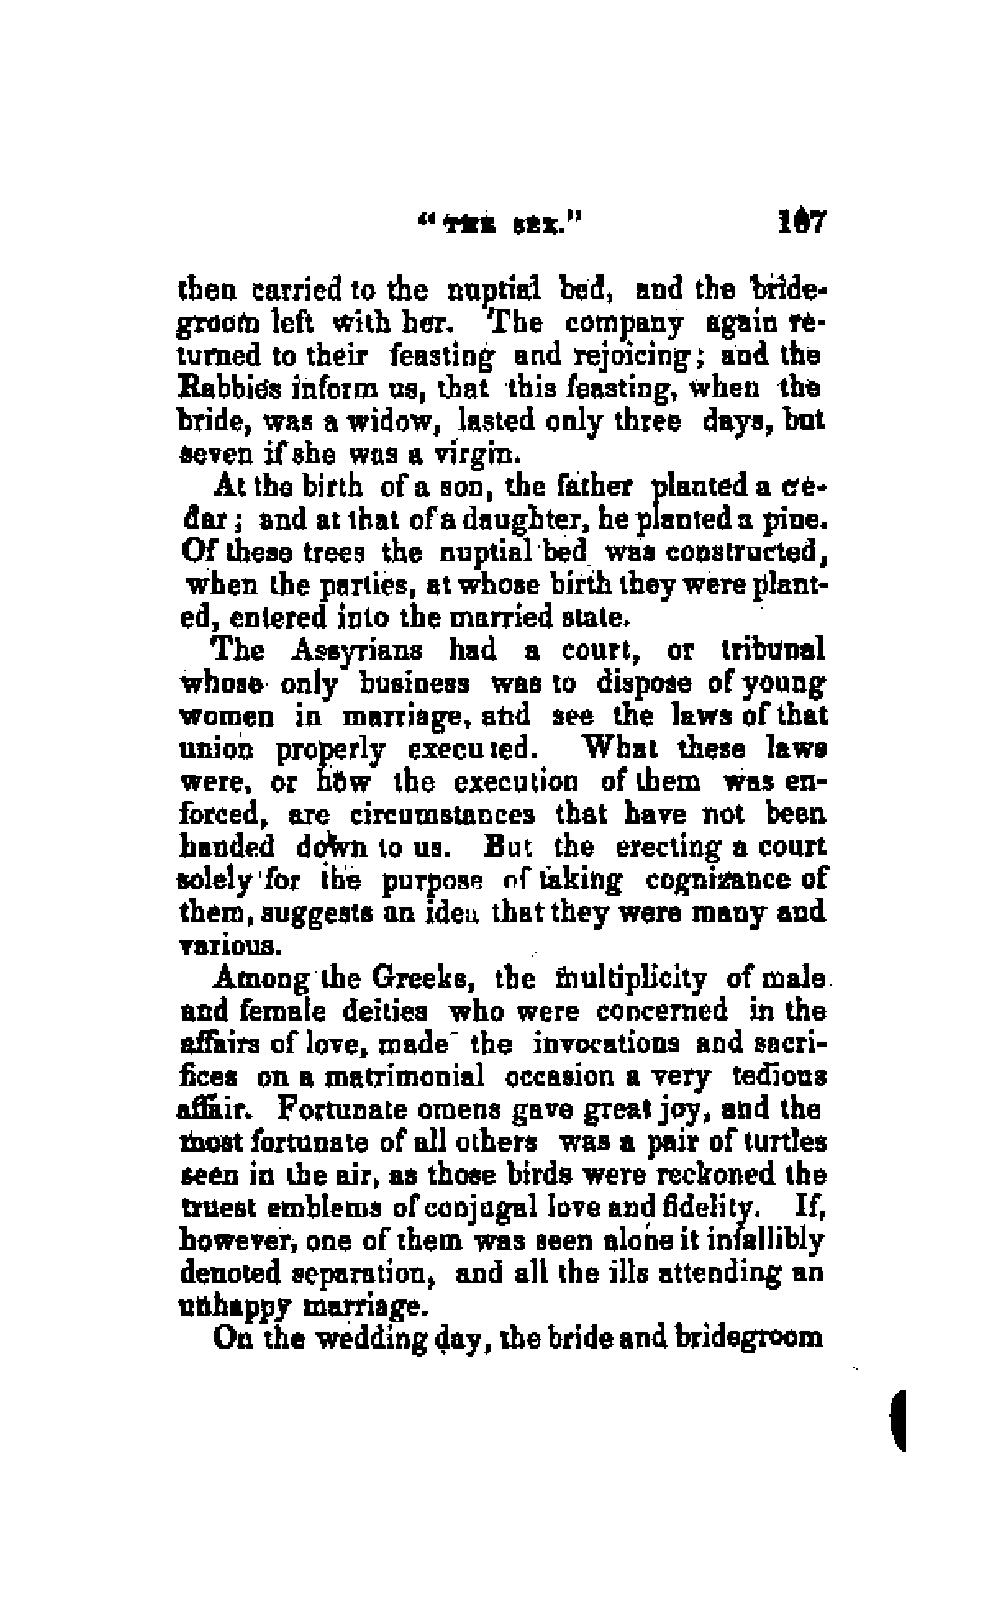 “ THE SEX.” 107
then carried to the nuptial bed, and the bride-
groom left with her. The company again re-
turned to their feasting and rejoicing; and the
Rabbies inform us, that this feasting, when the
bride, was a widow, lasted only three days, but
seven if she was a virgin.
At the birth of a son, the father planted a ce-
dar; and at that of a daughter, he planted a pine.
Of these trees the nuptial bed was constructed,
when the parties, at whose birth they were plant-
ed, entered into the married state.
The Assyrians had a court, or tribunal
whose only business was to dispose of young
women in marriage, and see the laws of that
union properly executed. What these laws
were, or how the execution of them was en-
forced, are circumstances that have not been
handed down to us. But the erecting a court
solely for the purpose of taking cognizance of
them, suggests an idea that they were many and
various.
Among the Greeks, the multiplicity of male
and female deities who were concerned in the
affairs of love, made the invocations and sacri-
fices on a matrimonial occasion a very tedious
affair. Fortunate omens gave great joy, and the
most fortunate of all others was a pair of turtles
seen in the air, as those birds were reckoned the
truest emblems of conjugal love and fidelity. If,
however, one of them was seen alone it infallibly
denoted separation, and all the ills attending an
unhappy marriage.
On the wedding day, the bride and bridegroom